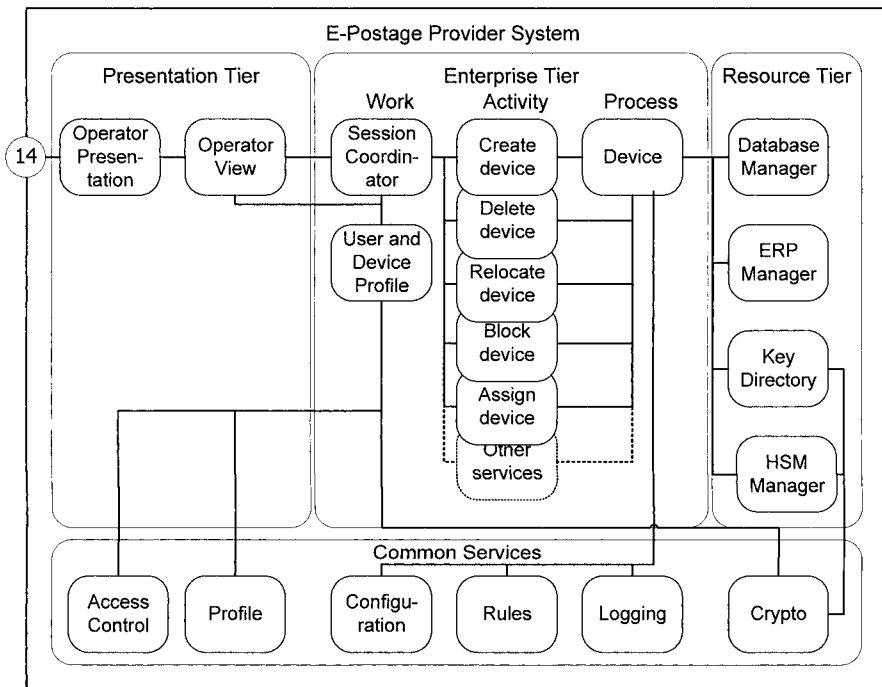 E-Postage Provider System
Presentation Tier
Enterprise Tier
Resource Tier
Work
Activity
Process
14
Operator
Presen-
tation
Operator
View
Session
Coordin-
ator
Create
device
Device
Database
Manager
Delete
device
User and
Device
Profile
Relocate
device
ERP
Manager
Block
device
Key
Directory
Assign
device
Other
services
HSM
Manager
Common Services
Access
Control
Profile
Configu-
ration
Rules
Logging
Crypto